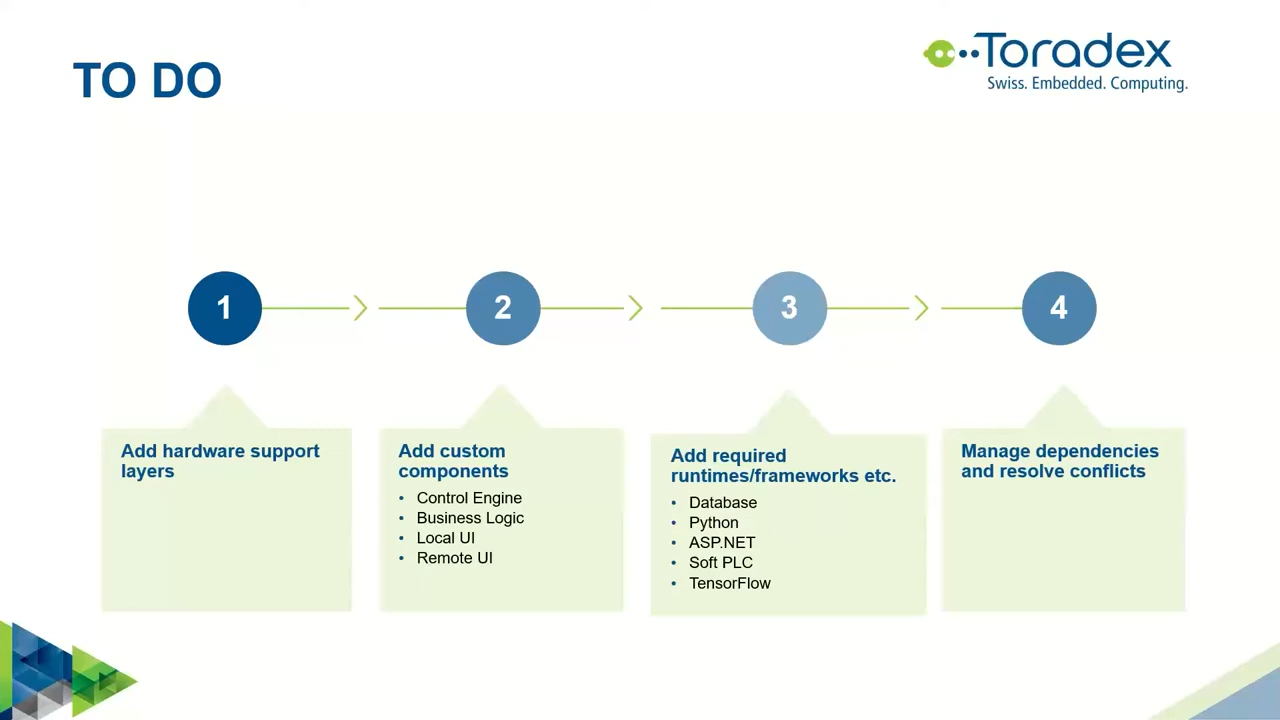 TO DO
Toradex
Swiss. Embedded. Computing.
1
2
3
4
Add hardware support
layers
Add custom
components
• Control Engine
• Business Logic
• Local UI
• Remote UI
Add required
runtimes/frameworks etc.
• Database
• Python
• ASP.NET
• Soft PLC
• TensorFlow
Manage dependencies
and resolve conflicts